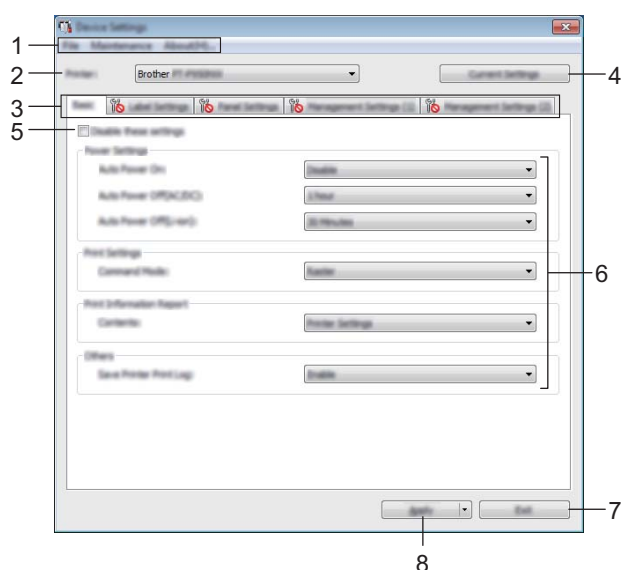 Device Settings
1
File Maintenance About(H)...
2
Printer: Brother
Current Settings
4
3
Basic Label Settings Panel Settings Management Settings (1) Management Settings (2)
5
Disable these settings
Power Settings
Auto Power On: Disable
Auto Power Off(AC/DC): 1 hour
Auto Power Off(Li-ion): 30 Minutes
Print Settings
Command Mode: Raster
6
Print Information Report
Contents: Printer Settings
Others
Save Printer Print Log: Enable
Apply
Exit
7
8